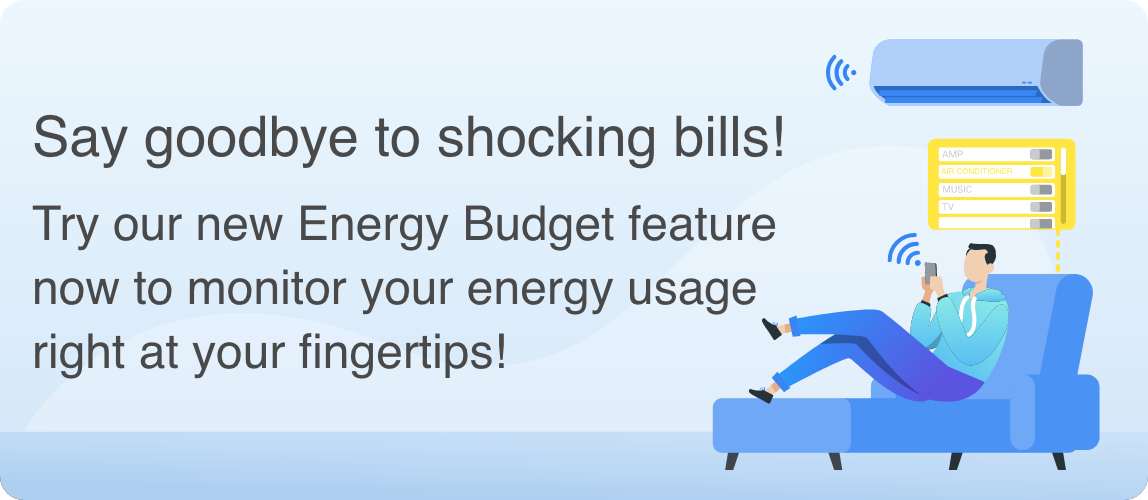 Say goodbye to shocking bills!
Try our new Energy Budget feature
now to monitor your energy usage
right at your fingertips!
AMP
AIR CONDITIONER
MUSIC
TV